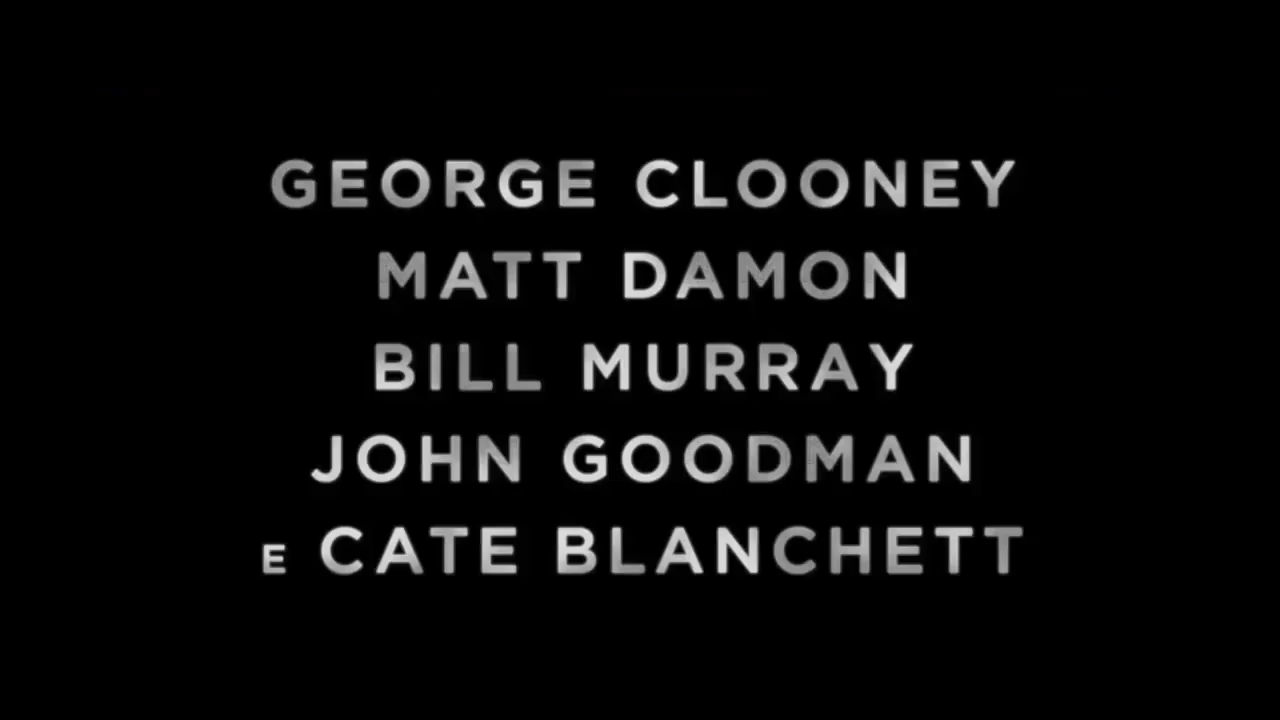 GEORGE CLOONEY
MATT DAMON
BILL MURRAY
JOHN GOODMAN
E CATE BLANCHETT